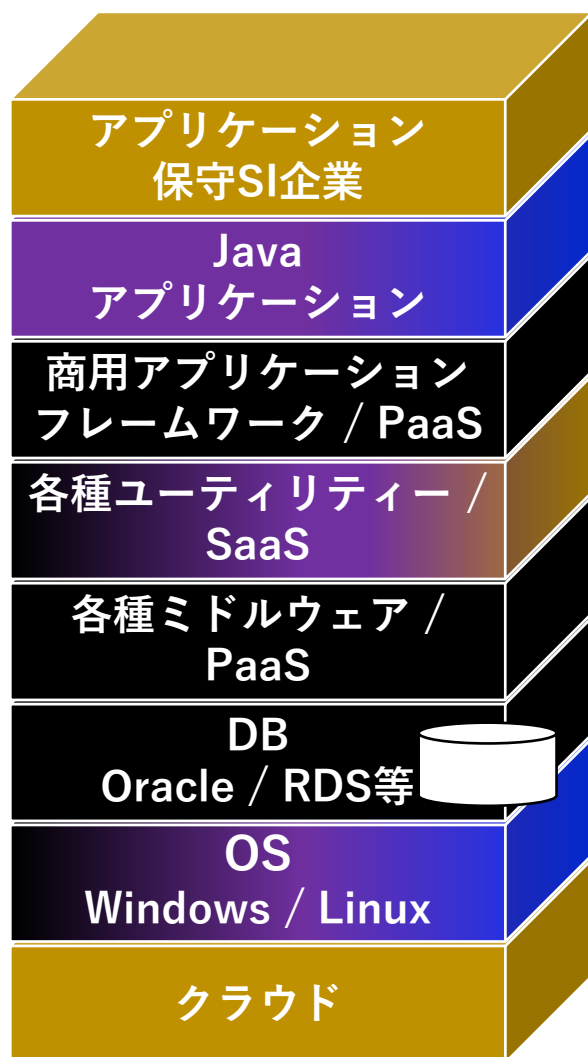 アプリケーション
保守SI企業
Java
アプリケーション
商用アプリケーション
フレームワーク / PaaS
各種ユーティリティー /
SaaS
各種ミドルウェア /
PaaS
DB
Oracle / RDS等
OS
Windows / Linux
クラウド